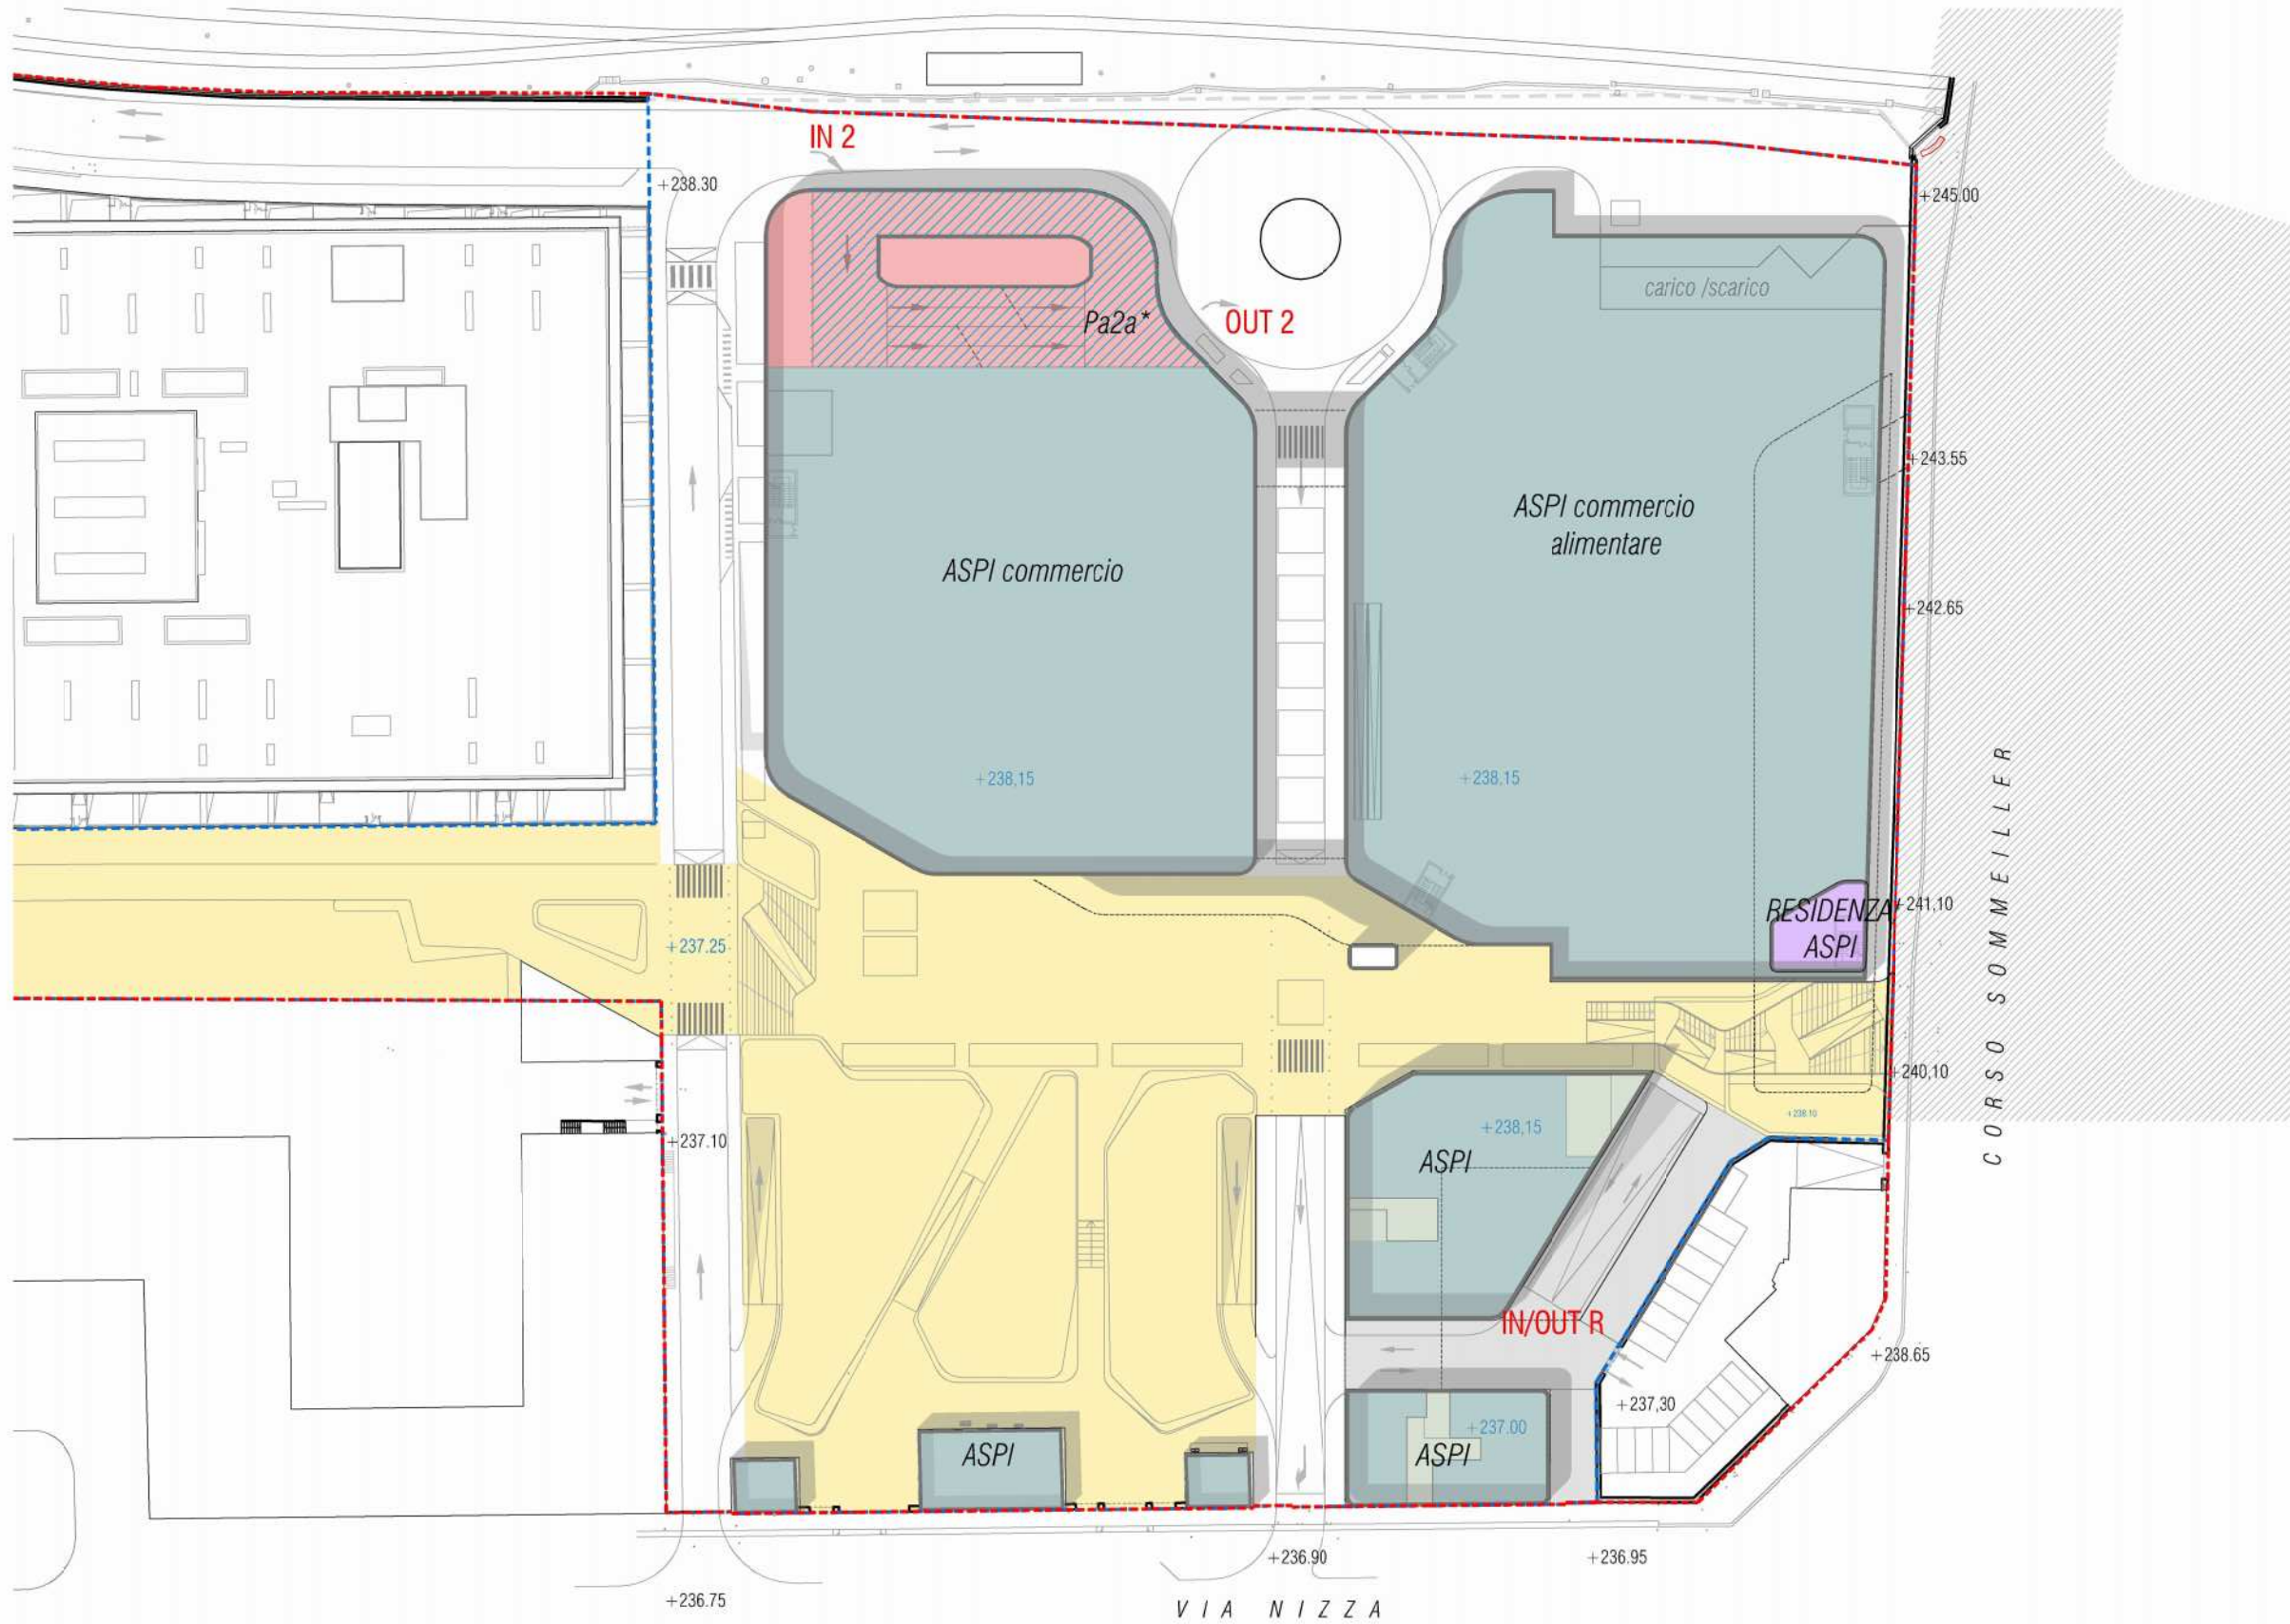 IN 2
+238.30
+245.00
carico /scarico
Pa2a*
OUT 2
+243.55
ASPI commercio
alimentare
ASPI commercio
+242.65
+238,15
+238,15
CORSO SOMMEILLER
RESIDENZA/
ASPI
+241,10
+237.25
+240,10
+238.10
+238,15
+237.10
ASPI
IN/OUT R
+238.65
+237,30
+237.00
ASPI
ASPI
+236.90
+236.95
+236.75
VIA NIZZA